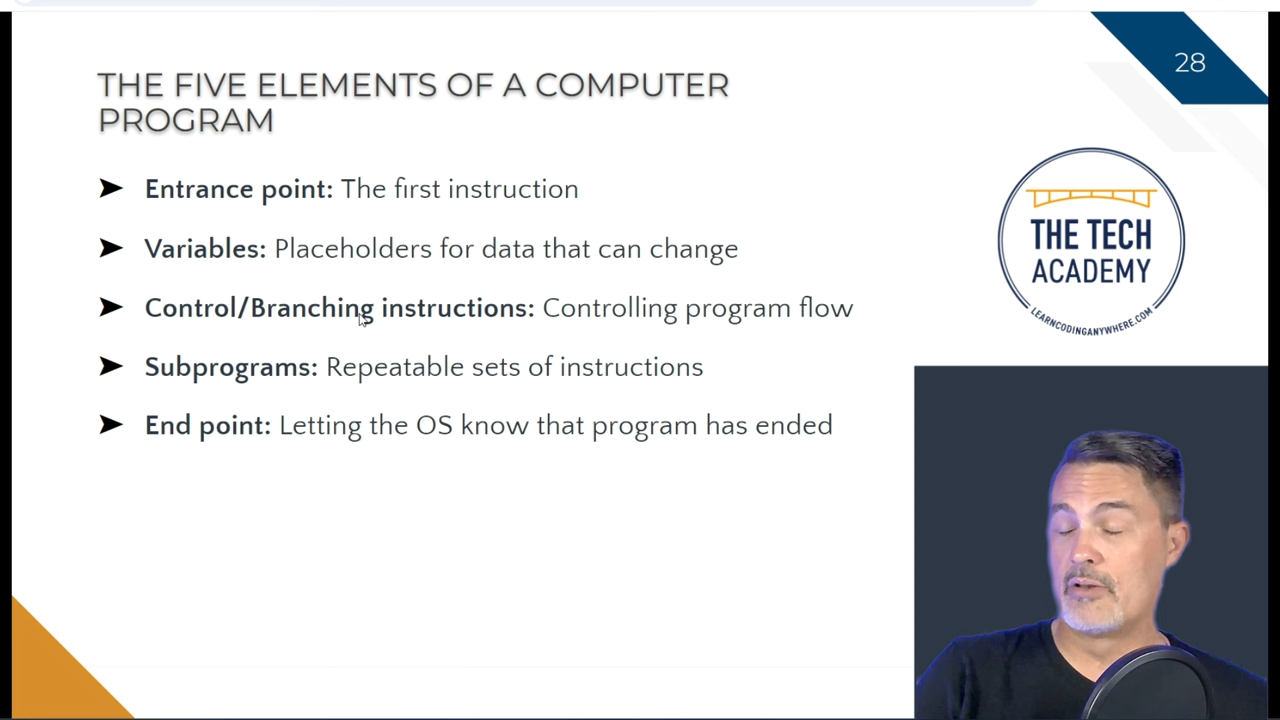 28
THE FIVE ELEMENTS OF A COMPUTER
PROGRAM
➤ Entrance point: The first instruction
➤ Variables: Placeholders for data that can change
➤ Control/Branching instructions: Controlling program flow
➤ Subprograms: Repeatable sets of instructions
➤ End point: Letting the OS know that program has ended
THE TECH
ACADEMY
LEARNCODINGANYWHERE.COM